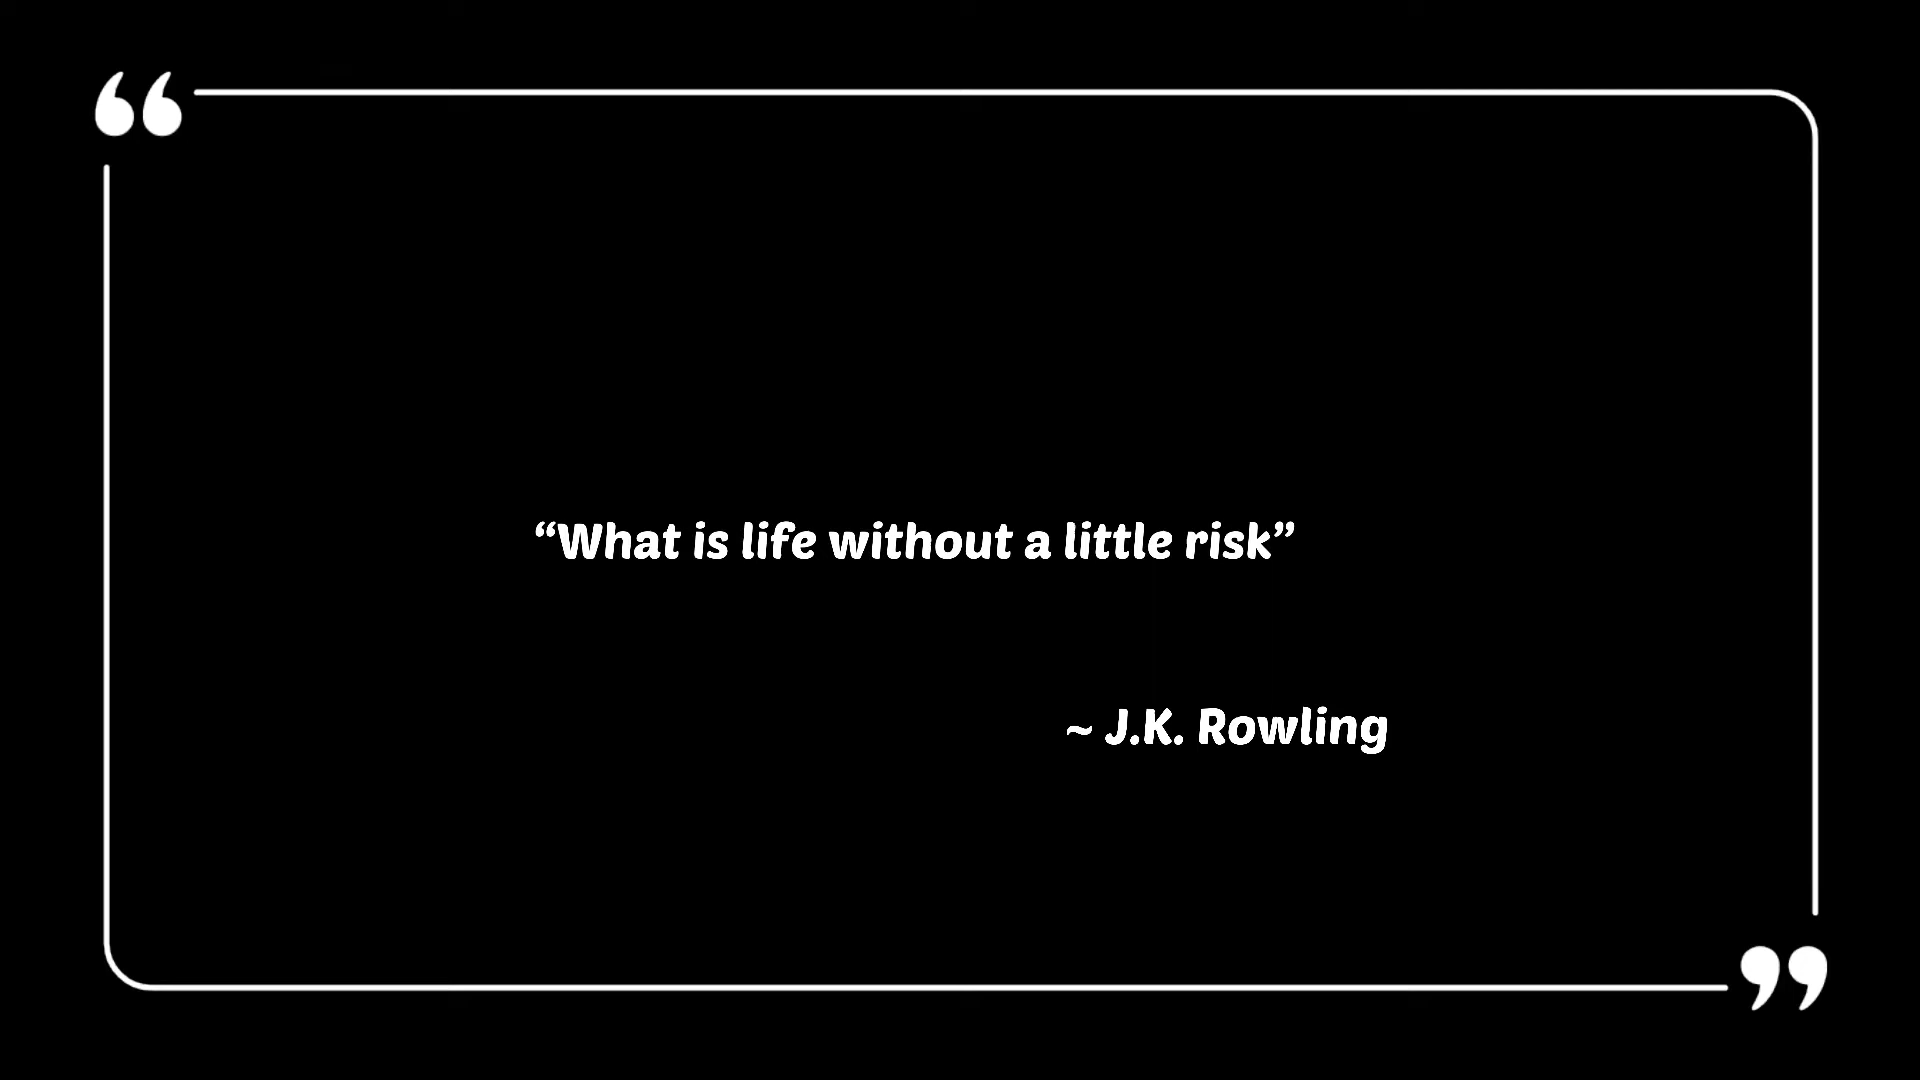 “What is life without a little risk”
~ J.K. Rowling